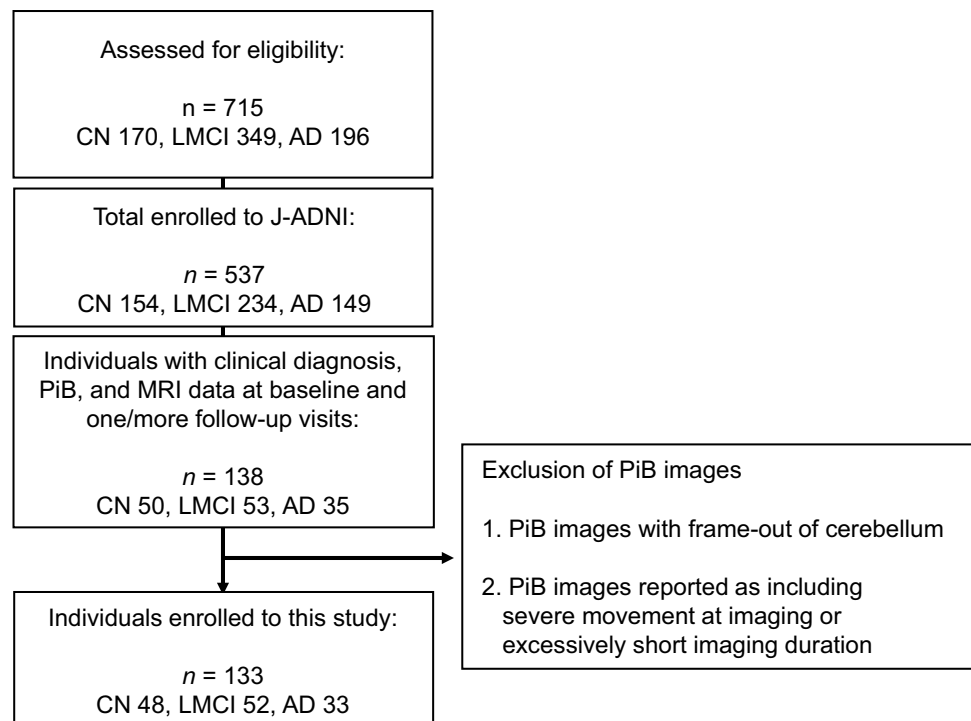 Assessed for eligibility:
n = 715
CN 170, LMCI 349, AD 196
Total enrolled to J-ADNI:
n = 537
CN 154, LMCI 234, AD 149
Individuals with clinical diagnosis,
PiB, and MRI data at baseline and
one/more follow-up visits:
n = 138
CN 50, LMCI 53, AD 35
Exclusion of PiB images
1. PiB images with frame-out of cerebellum
2. PiB images reported as including
severe movement at imaging or
excessively short imaging duration
Individuals enrolled to this study:
n = 133
CN 48, LMCI 52, AD 33